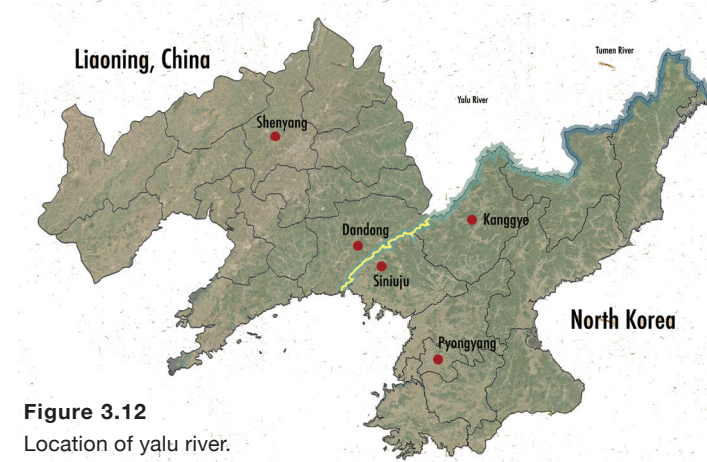 Liaoning, China
Tumen River
Yalu River
Shenyang
Kanggye
Dandong
Siniuju
North Korea
Pyongyang
Figure 3.12
Location of yalu river.